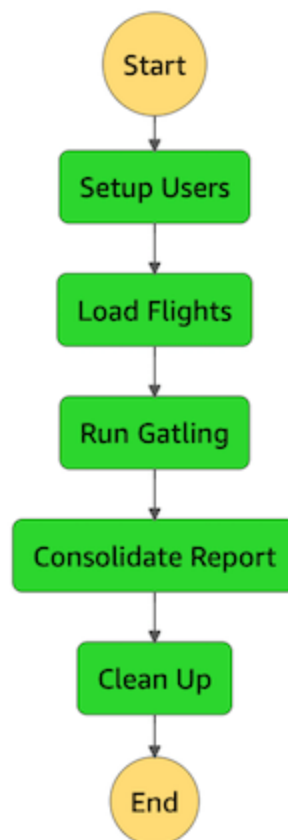 Start
Setup Users
Load Flights
Run Gatling
Consolidate Report
Clean Up
End